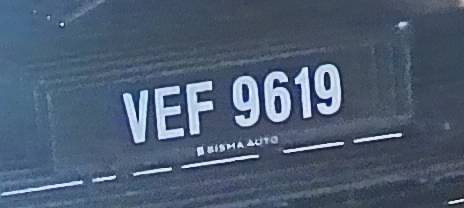 VEF 9619
BISMA AUTO